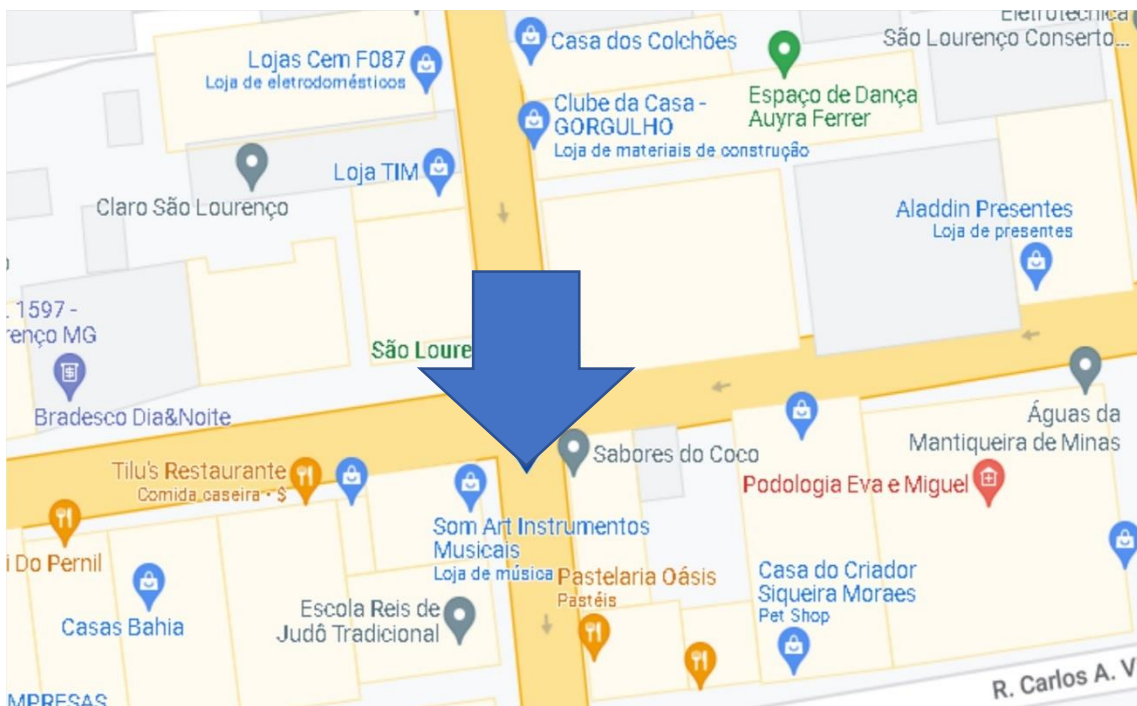 Eletrotécnica
São Lourenço Conserto...
Casa dos Colchões
Lojas Cem F087
Loja de eletrodomésticos
Espaço de Dança
Auyra Ferrer
Clube da Casa -
GORGULHO
Loja de materiais de construção
Loja TIM
Claro São Lourenço
Aladdin Presentes
Loja de presentes
1597 -
MG
São Loure
Bradesco Dia&Noite
Águas da
Mantiqueira de Minas
Sabores do Coco
Tilu's Restaurante
Comida caseira • $
Podologia Eva e Miguel
Som Art Instrumentos
Musicais
Loja de música
Do Pernil
Pastelaria Oásis
Pastéis
Casa do Criador
Siqueira Moraes
Pet Shop
Casas Bahia
Escola Reis de
Judô Tradicional
R. Carlos A. V